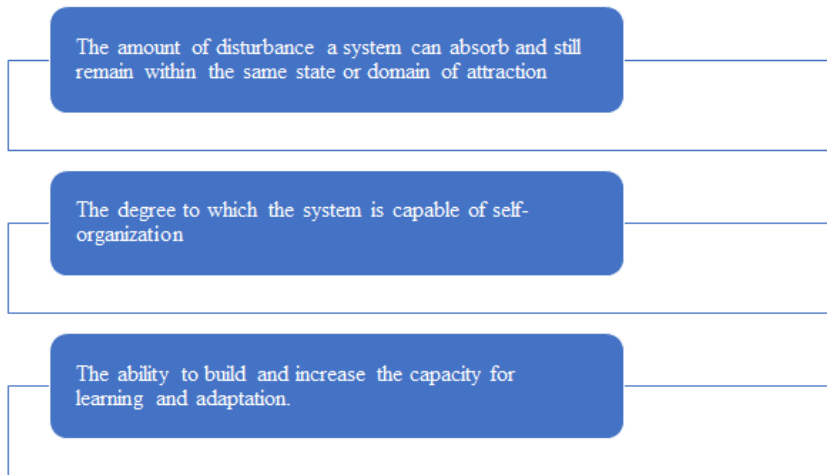 The amount of disturbance a system can absorb and still
remain within the same state or domain of attraction
The degree to which the system is capable of self-
organization
The ability to build and increase the capacity for
learning and adaptation.